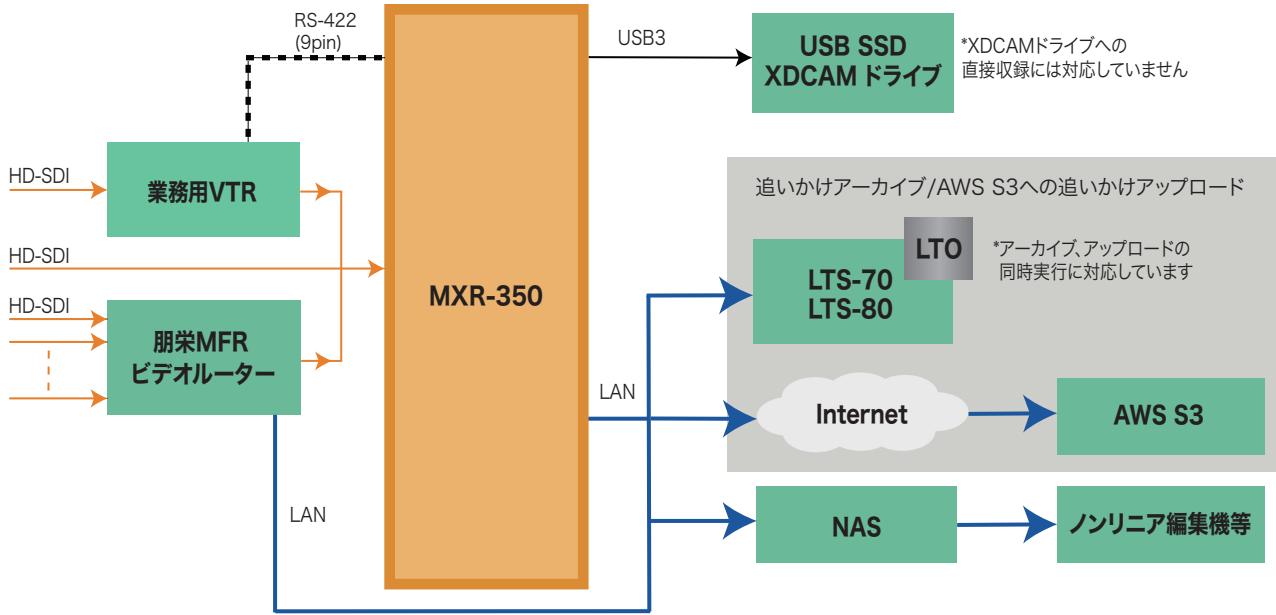 RS-422
(9pin)
USB3
USB SSD
XDCAM ドライブ
*XDCAMドライブへの
直接収録には対応していません
HD-SDI
業務用VTR
HD-SDI
HD-SDI
朋栄MFR
ビデオルーター
MXR-350
追いかけアーカイブ/AWS S3への追いかけアップロード
LTO
LTS-70
LTS-80
*アーカイブ、アップロードの
同時実行に対応しています
LAN
Internet
AWS S3
LAN
NAS
ノンリニア編集機等